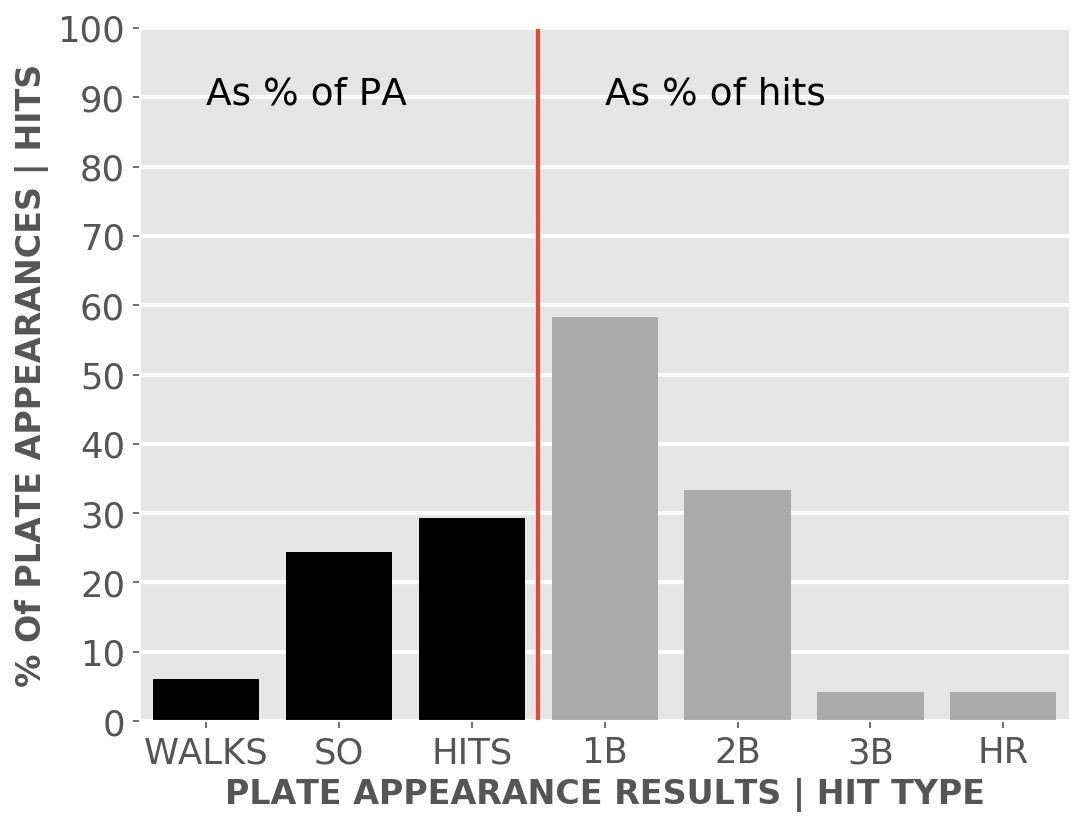 100
90
80
70
60
50
40
30
20
10
0
% Of PLATE APPEARANCES | HITS
As % of PA
As % of hits
WALKS SO HITS 1B 2B 3B HR
PLATE APPEARANCE RESULTS | HIT TYPE